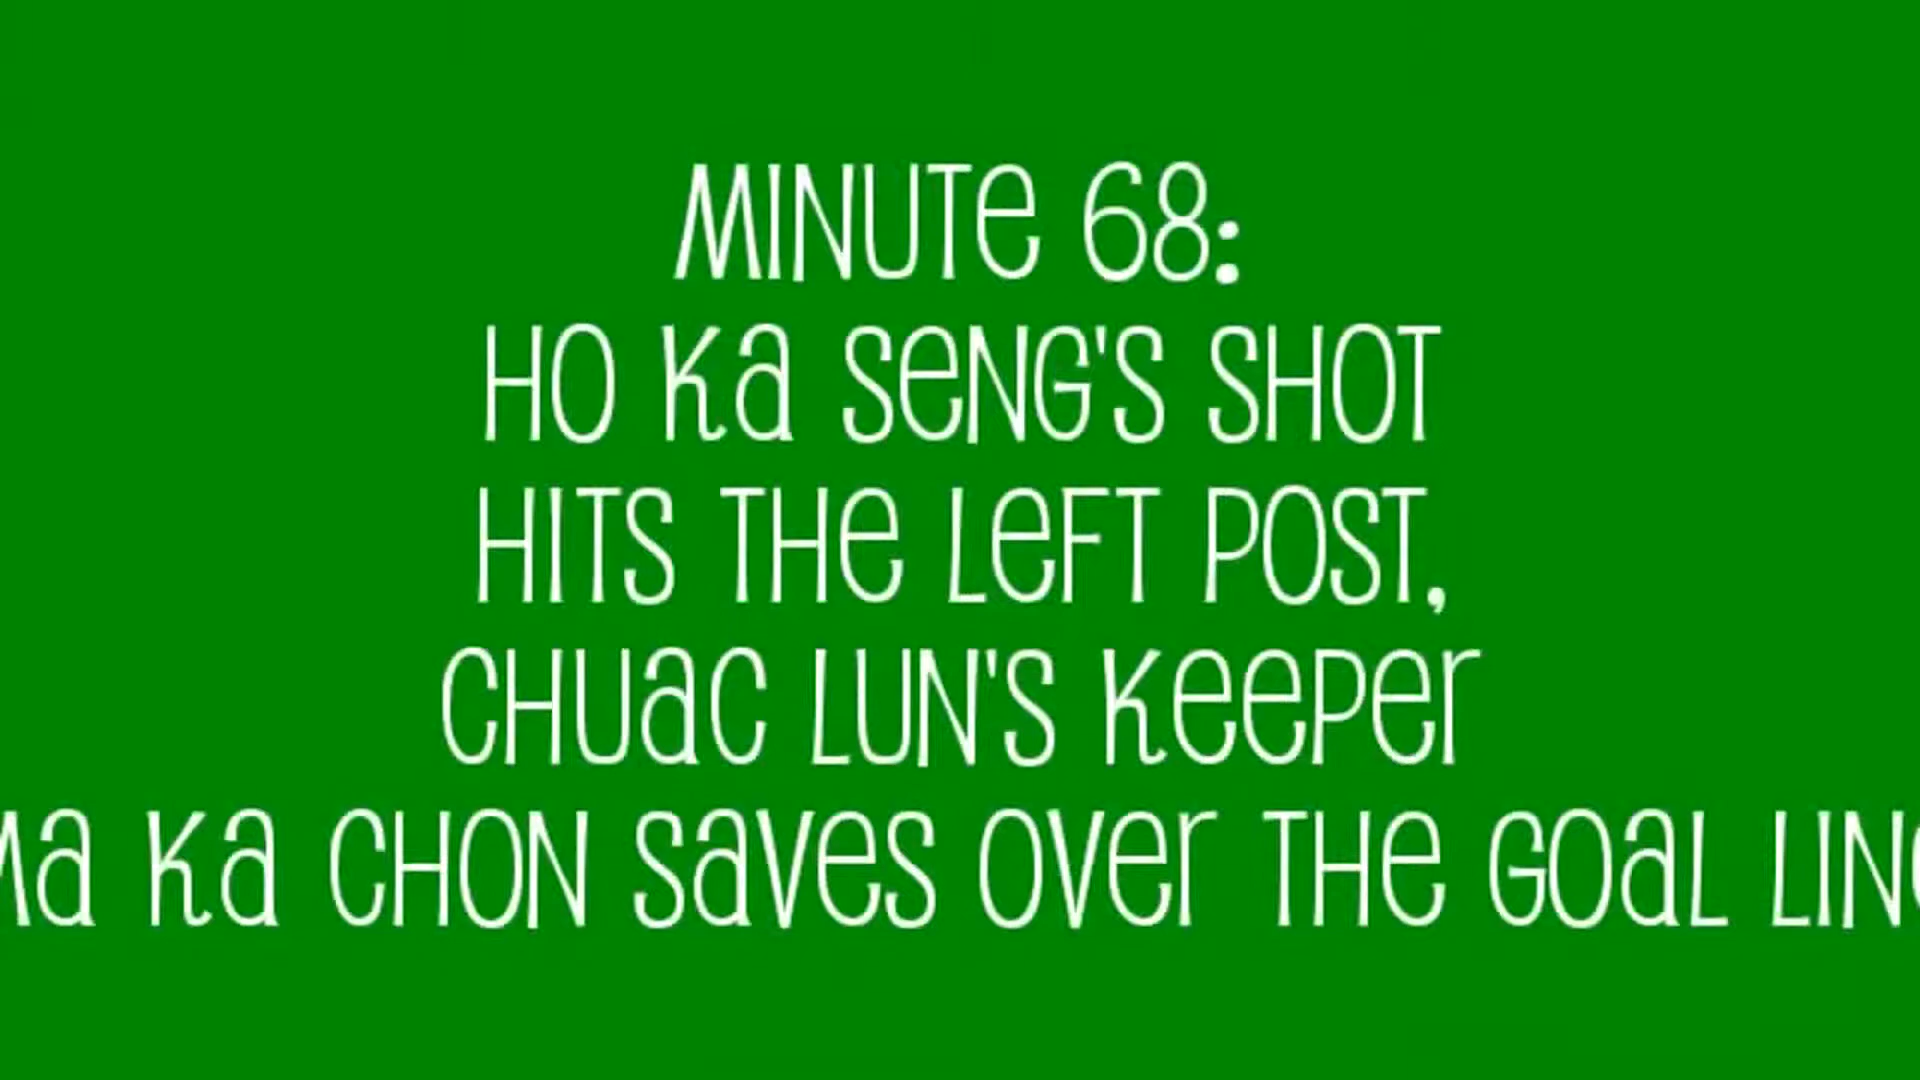 MINUTE 68:
HO KA SENG'S SHOT
HITS THE LEFT POST,
CHUAC LUN'S KEEPER
MA KA CHON SAVES OVER THE GOAL LINE